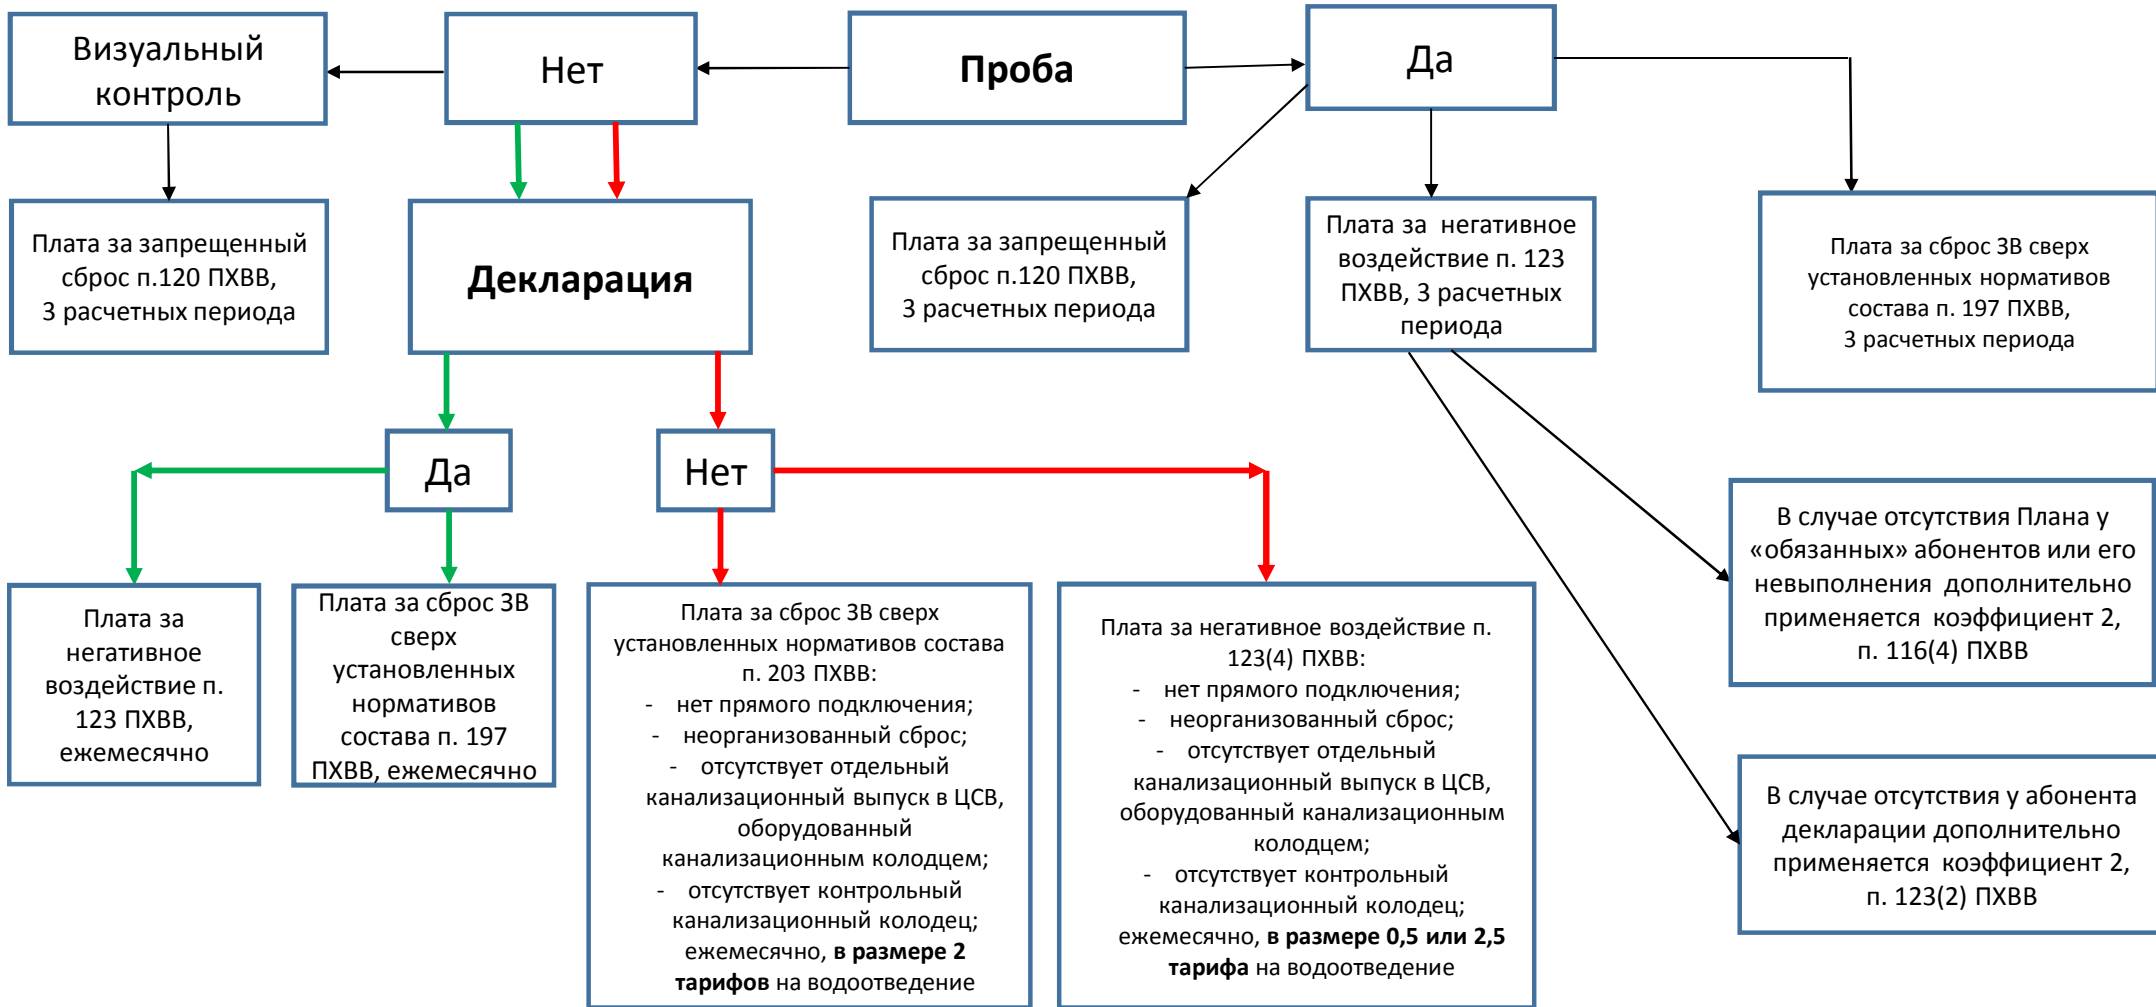 Визуальный
контроль
Нет
Проба
Да
Плата за запрещенный
сброс п.120 ПХВВ,
3 расчетных периода
Декларация
Плата за запрещенный
сброс п.120 ПХВВ,
3 расчетных периода
Плата за негативное
воздействие п. 123
ПХВВ, 3 расчетных
периода
Плата за сброс ЗВ сверх
установленных нормативов
состава п. 197 ПХВВ,
3 расчетных периода
Да
Нет
Плата за
негативное
воздействие п.
123 ПХВВ,
ежемесячно
Плата за сброс ЗВ
сверх
установленных
нормативов
состава п. 197
ПХВВ, ежемесячно
Плата за сброс ЗВ сверх
установленных нормативов состава
п. 203 ПХВВ:
- нет прямого подключения;
- неорганизованный сброс;
- отсутствует отдельный
канализационный выпуск в ЦСВ,
оборудованный
канализационным колодцем;
- отсутствует контрольный
канализационный колодец;
ежемесячно, в размере 2
тарифов на водоотведение
Плата за негативное воздействие п.
123(4) ПХВВ:
- нет прямого подключения;
- неорганизованный сброс;
- отсутствует отдельный
канализационный выпуск в ЦСВ,
оборудованный канализационным
колодцем;
- отсутствует контрольный
канализационный колодец;
ежемесячно, в размере 0,5 или 2,5
тарифа на водоотведение
В случае отсутствия Плана у
«обязанных» абонентов или его
невыполнения дополнительно
применяется коэффициент 2,
п. 116(4) ПХВВ
В случае отсутствия у абонента
декларации дополнительно
применяется коэффициент 2,
п. 123(2) ПХВВ